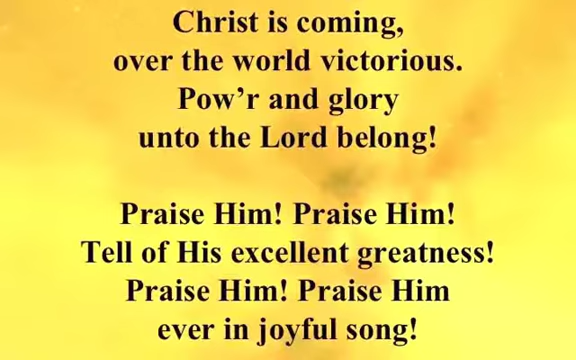 Christ is coming,
over the world victorious.
Pow’r and glory
unto the Lord belong!
Praise Him! Praise Him!
Tell of His excellent greatness!
Praise Him! Praise Him
ever in joyful song!